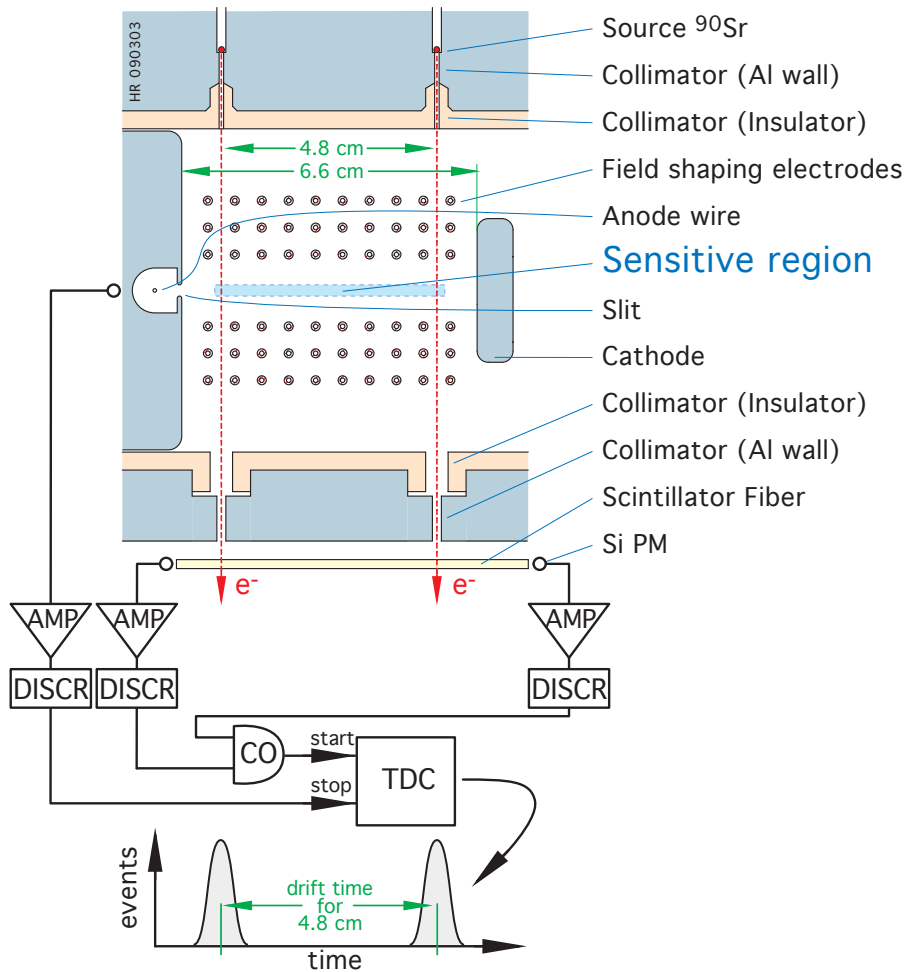 HR 090303
Source ⁹⁰Sr
Collimator (Al wall)
Collimator (Insulator)
4.8 cm
6.6 cm
Field shaping electrodes
Anode wire
Sensitive region
Slit
Cathode
Collimator (Insulator)
Collimator (Al wall)
Scintillator Fiber
Si PM
e⁻
e⁻
AMP
AMP
AMP
DISCR
DISCR
DISCR
CO
start
stop
TDC
events
drift time
for
4.8 cm
time